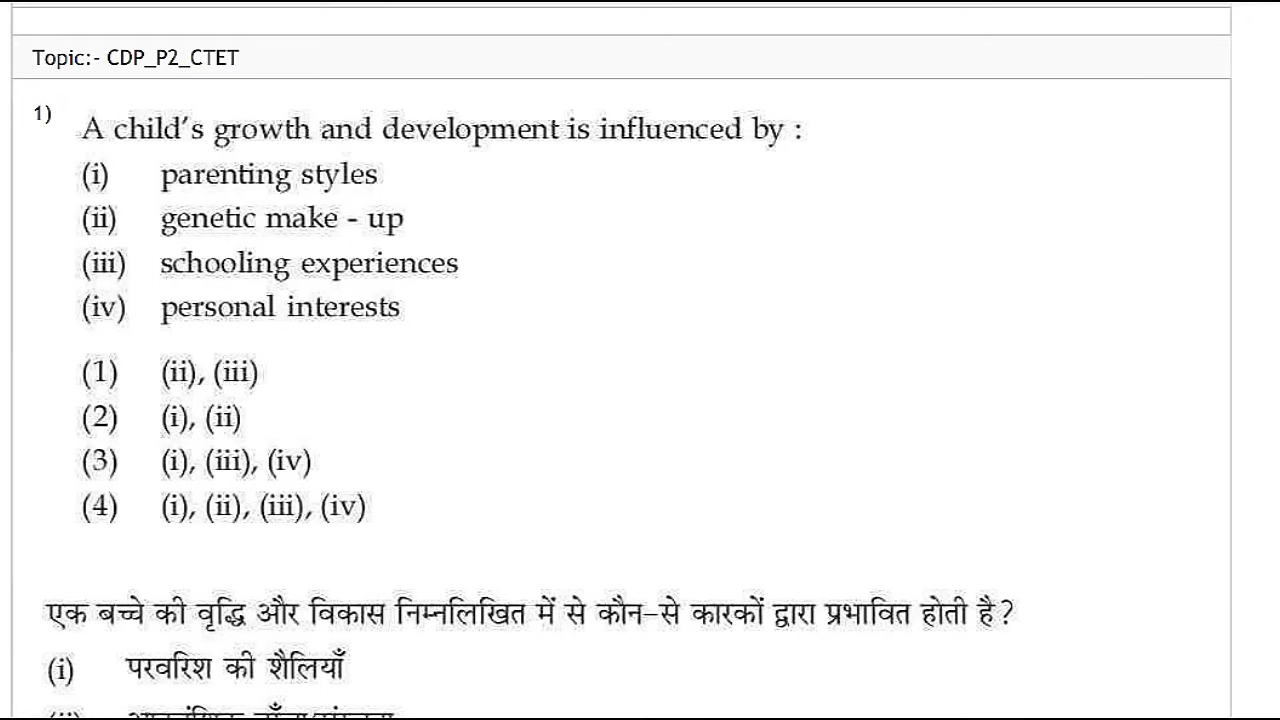 Topic:- CDP_P2_CTET
1)
A child's growth and development is influenced by :
(i) parenting styles
(ii) genetic make - up
(iii) schooling experiences
(iv) personal interests
(1) (ii), (iii)
(2) (i), (ii)
(3) (i), (iii), (iv)
(4) (i), (ii), (iii), (iv)
एक बच्चे की वृद्धि और विकास निम्नलिखित में से कौन-से कारकों द्वारा प्रभावित होती है?
(i) परवरिश की शैलियाँ